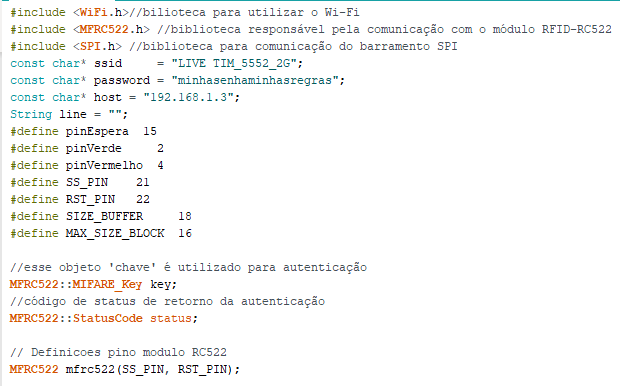 #include <WiFi.h>//bilioteca para utilizar o Wi-Fi
#include <MFRC522.h> //biblioteca responsável pela comunicação com o módulo RFID-RC522
#include <SPI.h> //biblioteca para comunicação do barramento SPI
const char* ssid     = "LIVE TIM_5552_2G";
const char* password = "minhasenhaminhasregras";
const char* host = "192.168.1.3";
String line = "";
#define pinEspera  15
#define pinVerde     2
#define pinVermelho  4
#define SS_PIN    21
#define RST_PIN   22
#define SIZE_BUFFER     18
#define MAX_SIZE_BLOCK  16

//esse objeto 'chave' é utilizado para autenticação
MFRC522::MIFARE_Key key;
//código de status de retorno da autenticação
MFRC522::StatusCode status;

// Definicoes pino modulo RC522
MFRC522 mfrc522(SS_PIN, RST_PIN);